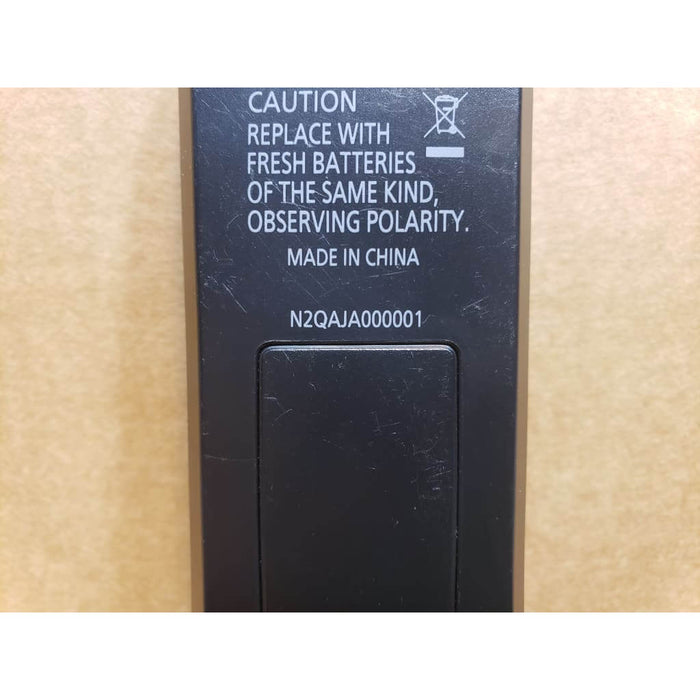 CAUTION
REPLACE WITH
FRESH BATTERIES
OF THE SAME KIND,
OBSERVING POLARITY.
MADE IN CHINA
N2QAJA000001